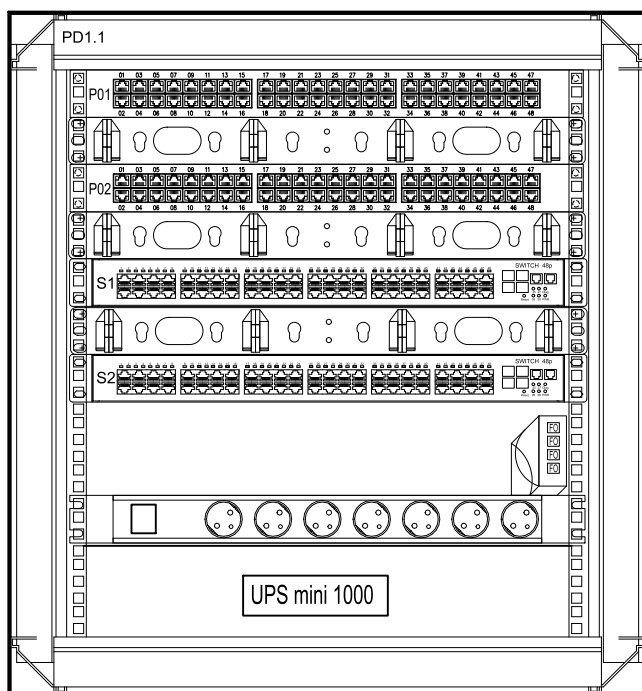 PD1.1
01 03 05 07 09 11 13 15 17 19 21 23 25 27 29 31 33 35 37 39 41 43 45 47
P01
02 04 06 08 10 12 14 16 18 20 22 24 26 28 30 32 34 36 38 40 42 44 46 48
01 03 05 07 09 11 13 15 17 19 21 23 25 27 29 31 33 35 37 39 41 43 45 47
P02
02 04 06 08 10 12 14 16 18 20 22 24 26 28 30 32 34 36 38 40 42 44 46 48
SWITCH 48p
S1
SWITCH 48p
S2
FO
FO
FO
FO
UPS mini 1000